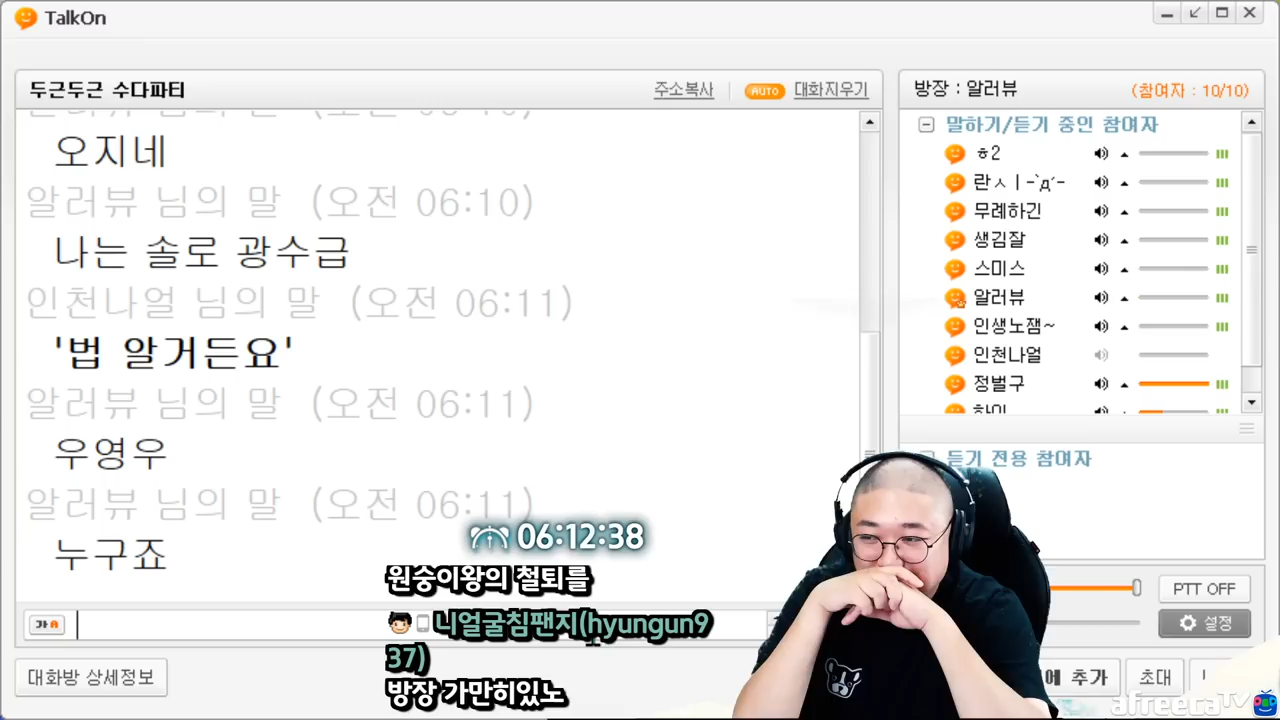 TalkOn
두근두근 수다파티
주소복사
AUTO
대화지우기
오지네
알러뷰 님의 말 (오전 06:10)
나는 솔로 광수급
인천나얼 님의 말 (오전 06:11)
'법 알거든요'
알러뷰 님의 말 (오전 06:11)
우영우
알러뷰 님의 말 (오전 06:11)
누구죠
가
대화방 상세정보
방장 : 알러뷰
(참여자 : 10/10)
말하기/듣기 중인 참여자
ㅎ2
란ㅅㅣ-`д´-
무례하긴
생김잘
스미스
알러뷰
인생노잼~
인천나얼
정벌구
듣기 전용 참여자
PTT OFF
설정
에 추가
초대
06:12:38
원숭이왕의 철퇴를
니얼굴침팬지(hyungun9
37)
방장 가만히있노
afreecaTV